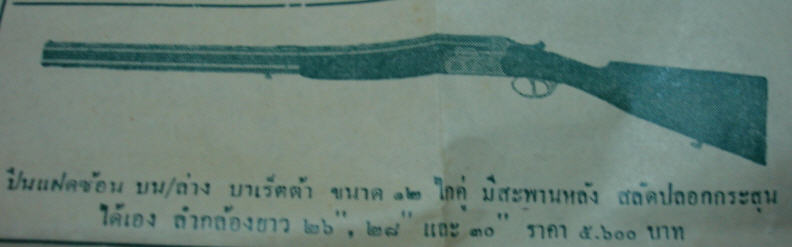 ปืนแฝดซ้อน บน/ล่าง บาเร็ตต้า ขนาด ๑๒ ไกคู่ มีสะพานหลัง สลัดปลอกกระสุน
ได้เอง ลำกล้องยาว ๒๖", ๒๘" และ ๓๐" ราคา ๕.๖๐๐ บาท